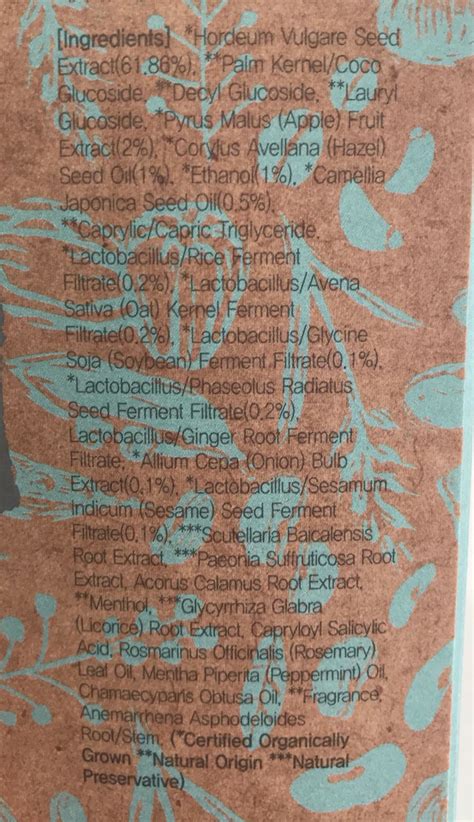 [Ingredients] *Hordeum Vulgare Seed
Extract(61.86%), **Palm Kernel/Coco
Glucoside, **Decyl Glucoside, **Lauryl
Glucoside, *Pyrus Malus (Apple) Fruit
Extract(2%), *Corylus Avellana (Hazel)
Seed Oil(1%), *Ethanol(1%), *Camellia
Japonica Seed Oil(0.5%),
**Caprylic/Capric Triglyceride,
*Lactobacillus/Rice Ferment
Filtrate(0.2%), *Lactobacillus/Avena
Sativa (Oat) Kernel Ferment
Filtrate(0.2%), *Lactobacillus/Glycine
Soja (Soybean) Ferment Filtrate(0.1%),
*Lactobacillus/Phaseolus Radiatus
Seed Ferment Filtrate(0.2%),
Lactobacillus/Ginger Root Ferment
Filtrate, *Allium Cepa (Onion) Bulb
Extract(0.1%), *Lactobacillus/Sesamum
Indicum (Sesame) Seed Ferment
Filtrate(0.1%), ***Scutellaria Baicalensis
Root Extract, ***Paeonia Suffruticosa Root
Extract, Acorus Calamus Root Extract,
**Menthol, ***Glycyrrhiza Glabra
(Licorice) Root Extract, Capryloyl Salicylic
Acid, Rosmarinus Officinalis (Rosemary)
Leaf Oil, Mentha Piperita (Peppermint) Oil,
Chamaecyparis Obtusa Oil, **Fragrance,
Anemarrhena Asphodeloides
Root/Stem, (*Certified Organically
Grown **Natural Origin ***Natural
Preservative)